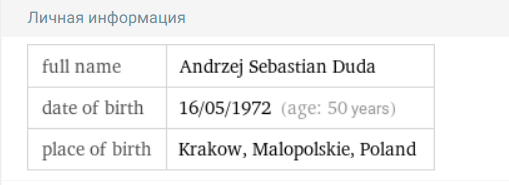 Личная информация
full name Andrzej Sebastian Duda
date of birth 16/05/1972 (age: 50 years)
place of birth Krakow, Malopolskie, Poland